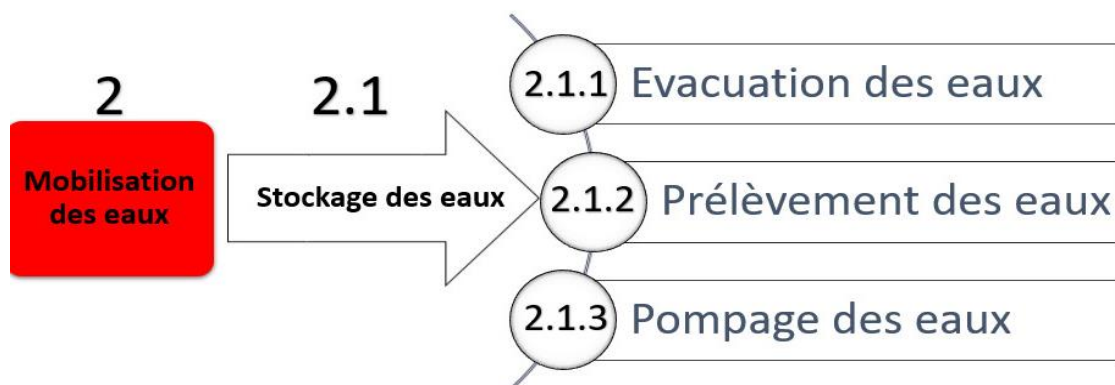 2
Mobilisation
des eaux
2.1
Stockage des eaux
2.1.1 Evacuation des eaux
2.1.2 Prélèvement des eaux
2.1.3 Pompage des eaux